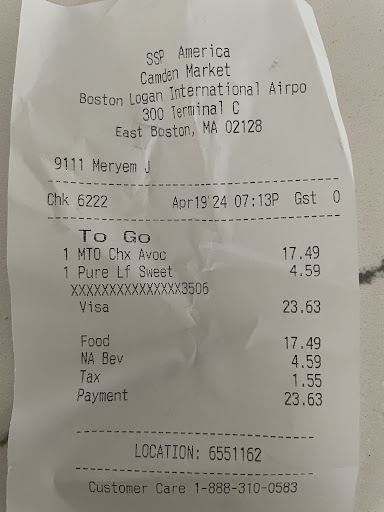 SSP America
Camden Market
Boston Logan International Airpo
300 Terminal C
East Boston, MA 02128
9111 Meryem J
Chk 6222 Apr19'24 07:13P Gst 0
To Go
1 MTO Chx Avoc 17.49
1 Pure Lf Sweet 4.59
XXXXXXXXXXXXXXX3506
Visa 23.63
Food 17.49
NA Bev 4.59
Tax 1.55
Payment 23.63
LOCATION: 6551162
Customer Care 1-888-310-0583